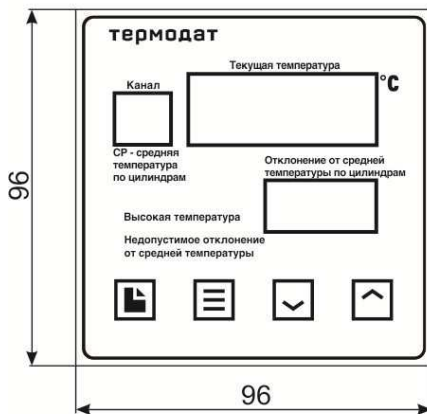 термодат
Текущая температура
°C
Канал
СР - средняя
температура
по цилиндрам
Отклонение от средней
температуры по цилиндрам
Высокая температура
Недопустимое отклонение
от средней температуры
96
96